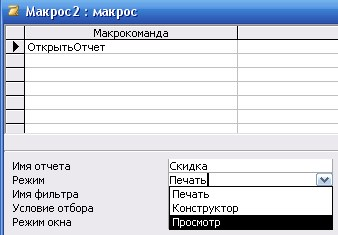 Макрос2 : макрос
Макрокоманда
ОткрытьОтчет
Имя отчета Скидка
Режим Печать
Имя фильтра Печать
Условие отбора Конструктор
Режим окна Просмотр